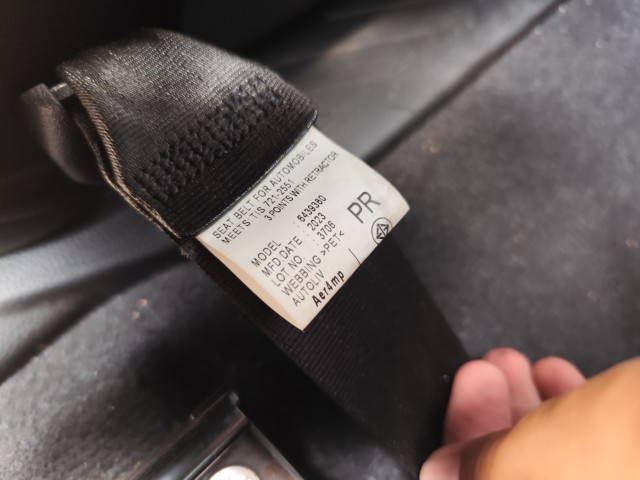 SEAT BELT FOR AUTOMOBILES
MEETS : TIS 721-2551
3 POINTS WITH RETRACTOR
MODEL : 6439380
MFD.DATE : 2023
LOT NO. : 3706
WEBBING >PET<
AUTOLIV
Aer4mp
PR